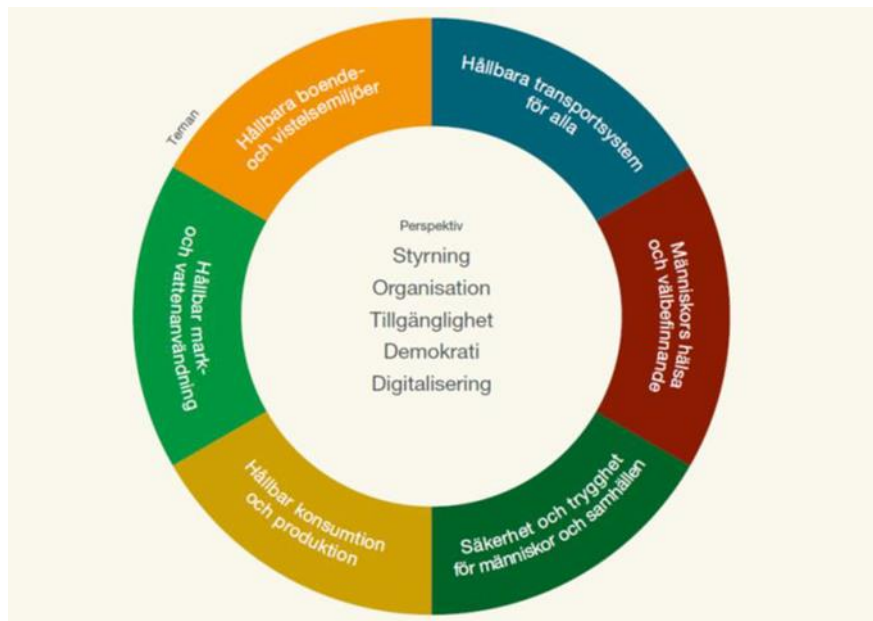 Teman
Hållbara boende-
och vistelsemiljöer
Hållbara transportsystem
för alla
Människors hälsa
och välbefinnande
Säkerhet och trygghet
för människor och samhällen
Hållbar konsumtion
och produktion
Hållbar mark-
och vattenanvändning
Perspektiv
Styrning
Organisation
Tillgänglighet
Demokrati
Digitalisering